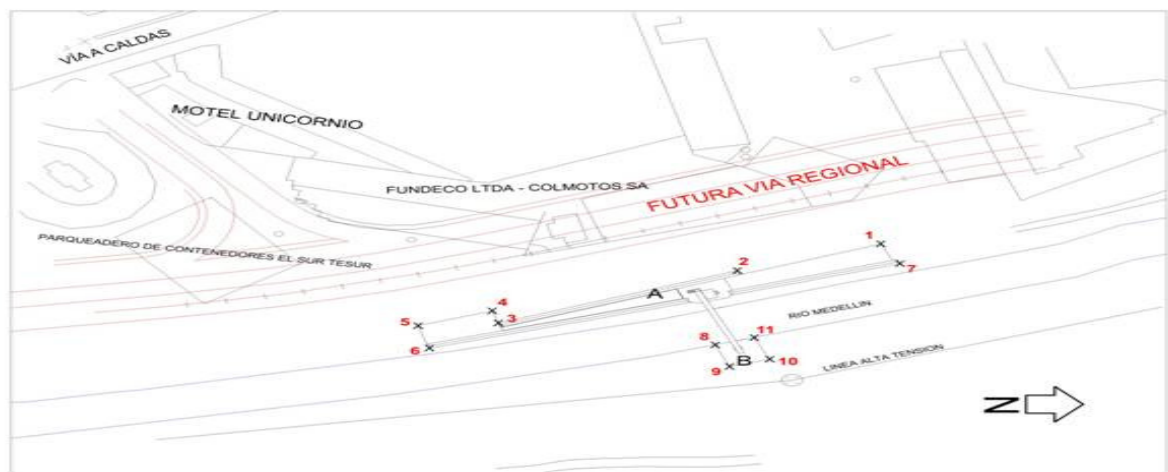 VÍA A CALDAS
MOTEL UNICORNIO
FUNDECO LTDA - COLMOTOS SA
FUTURA VIA REGIONAL
PARQUEADERO DE CONTENEDORES EL SUR TESUR
1
2
7
A
4
3
5
6
RIO MEDELLIN
8
11
B
9
10
LINEA ALTA TENSION
N